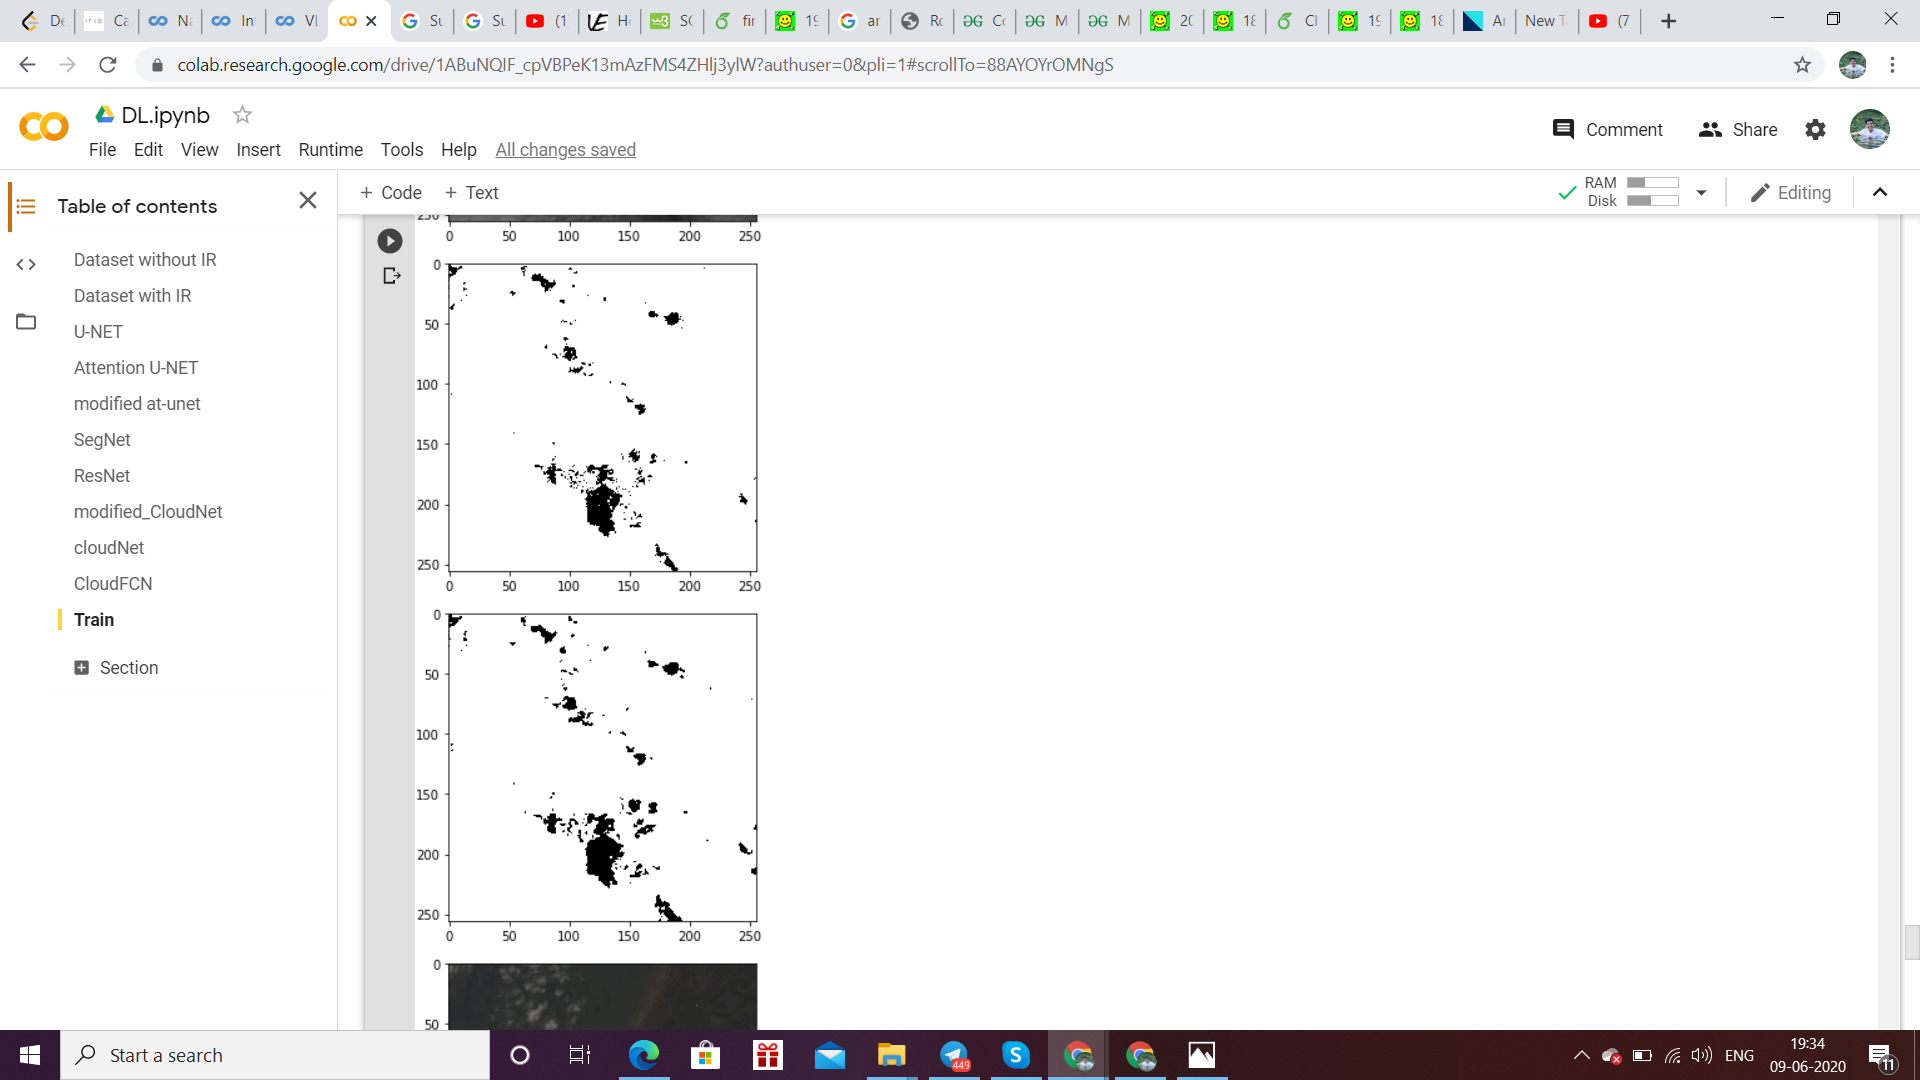 De
Ca
Na
In
VL
Su
Su
(1
H
SC
fir
19
ar
Ro
Co
M
M
20
18
Cl
19
18
Ar
New T
(7
colab.research.google.com/drive/1ABuNQIF_cpVBPeK13mAzFMS4ZHlj3ylW?authuser=0&pli=1#scrollTo=88AYOYrOMNgS
DL.ipynb
Comment
Share
File Edit View Insert Runtime Tools Help All changes saved
Table of contents
+ Code + Text
RAM
Disk
Editing
Dataset without IR
Dataset with IR
U-NET
Attention U-NET
modified at-unet
SegNet
ResNet
modified_CloudNet
cloudNet
CloudFCN
Train
Section
250
0 50 100 150 200 250
0
50
100
150
200
250
0 50 100 150 200 250
0
50
100
150
200
250
0 50 100 150 200 250
0
50
Start a search
449
ENG
19:34
09-06-2020
11